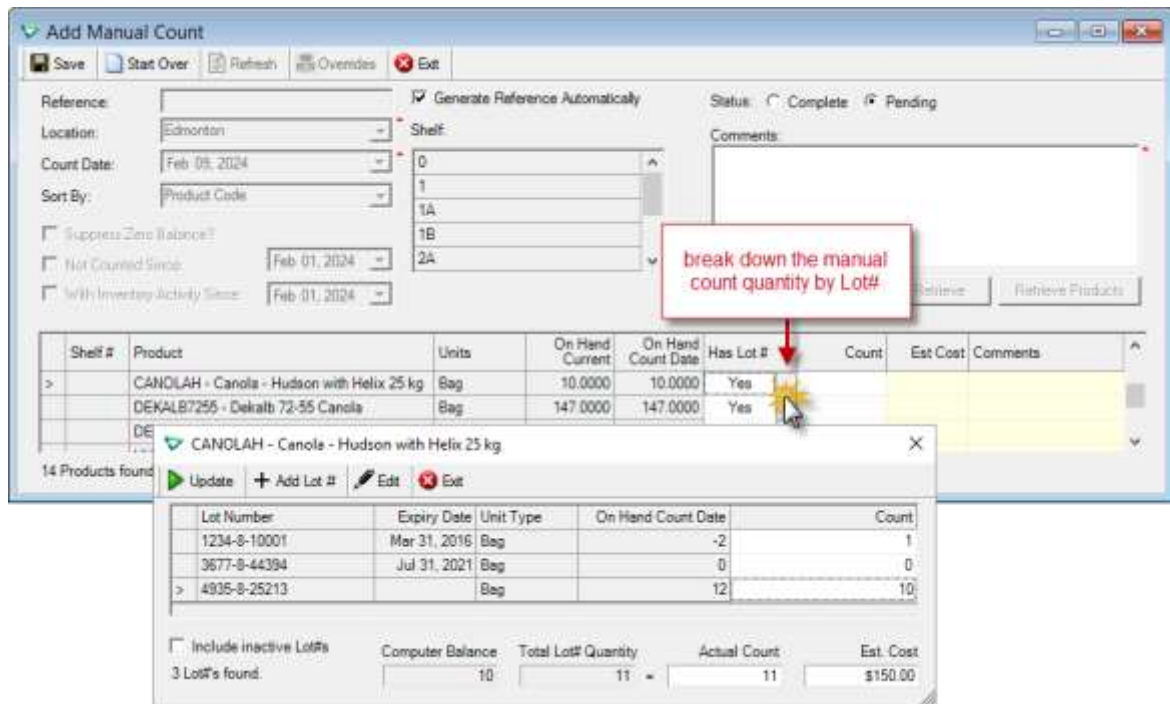 Add Manual Count
Save Start Over Refresh Overrides Exit
Reference: Generate Reference Automatically Status: Complete Pending
Location: Edmonton * Shelf: Comments:
Count Date: Feb 09, 2024 * 0 *
Sort By: Product Code 1
1A
Suppress Zero Balance? 1B
Not Counted Since: Feb 01, 2024 2A
With Inventory Activity Since: Feb 01, 2024
break down the manual
count quantity by Lot#
Retrieve Retrieve Products
Shelf # Product Units On Hand Current On Hand Count Date Has Lot # Count Est Cost Comments
> CANOLAH - Canola - Hudson with Helix 25 kg Bag 10.0000 10.0000 Yes
DEKALB7255 - Dekalb 72-55 Canola Bag 147.0000 147.0000 Yes
DE
14 Products found
CANOLAH - Canola - Hudson with Helix 25 kg
Update Add Lot # Edit Exit
Lot Number Expiry Date Unit Type On Hand Count Date Count
1234-8-10001 Mar 31, 2016 Bag -2 1
3677-8-44394 Jul 31, 2021 Bag 0 0
> 4935-8-25213 Bag 12 10
Include inactive Lot#s Computer Balance Total Lot# Quantity Actual Count Est. Cost
3 Lot#'s found. 10 11 = 11 $150.00